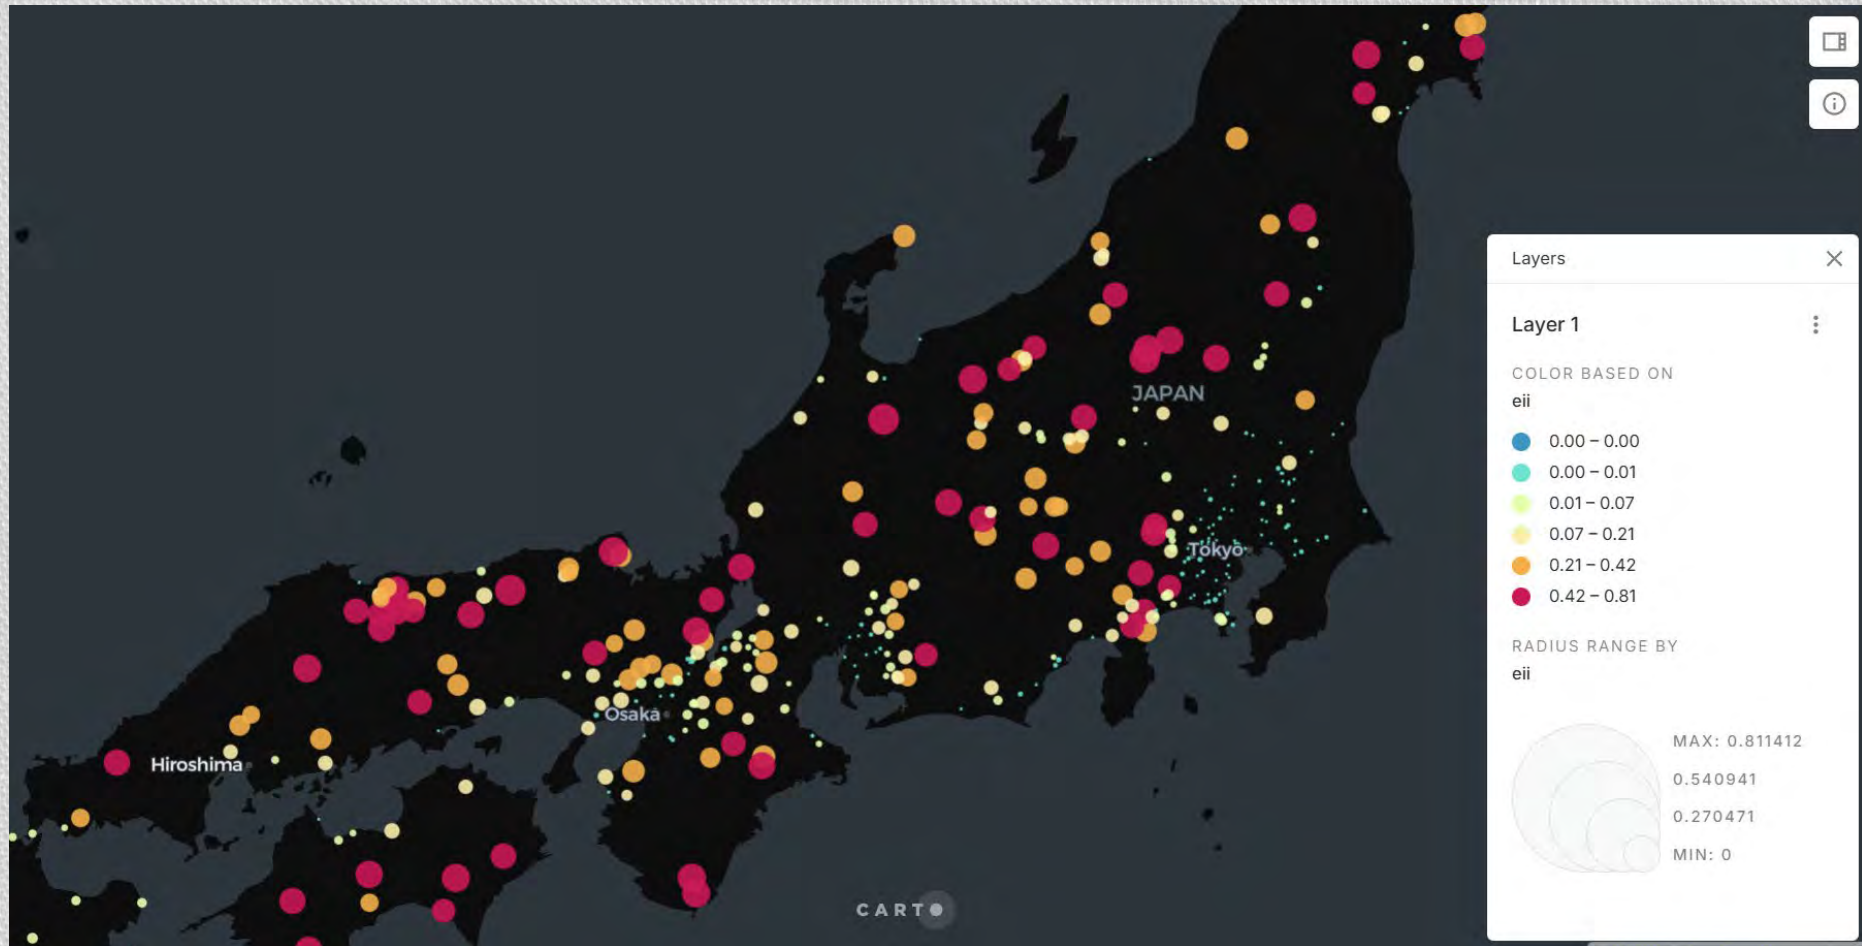 JAPAN
Tōkyō
Osaka
Hiroshima
CARTO
Layers
Layer 1
COLOR BASED ON
eii
0.00 – 0.00
0.00 – 0.01
0.01 – 0.07
0.07 – 0.21
0.21 – 0.42
0.42 – 0.81
RADIUS RANGE BY
eii
MAX: 0.811412
0.540941
0.270471
MIN: 0